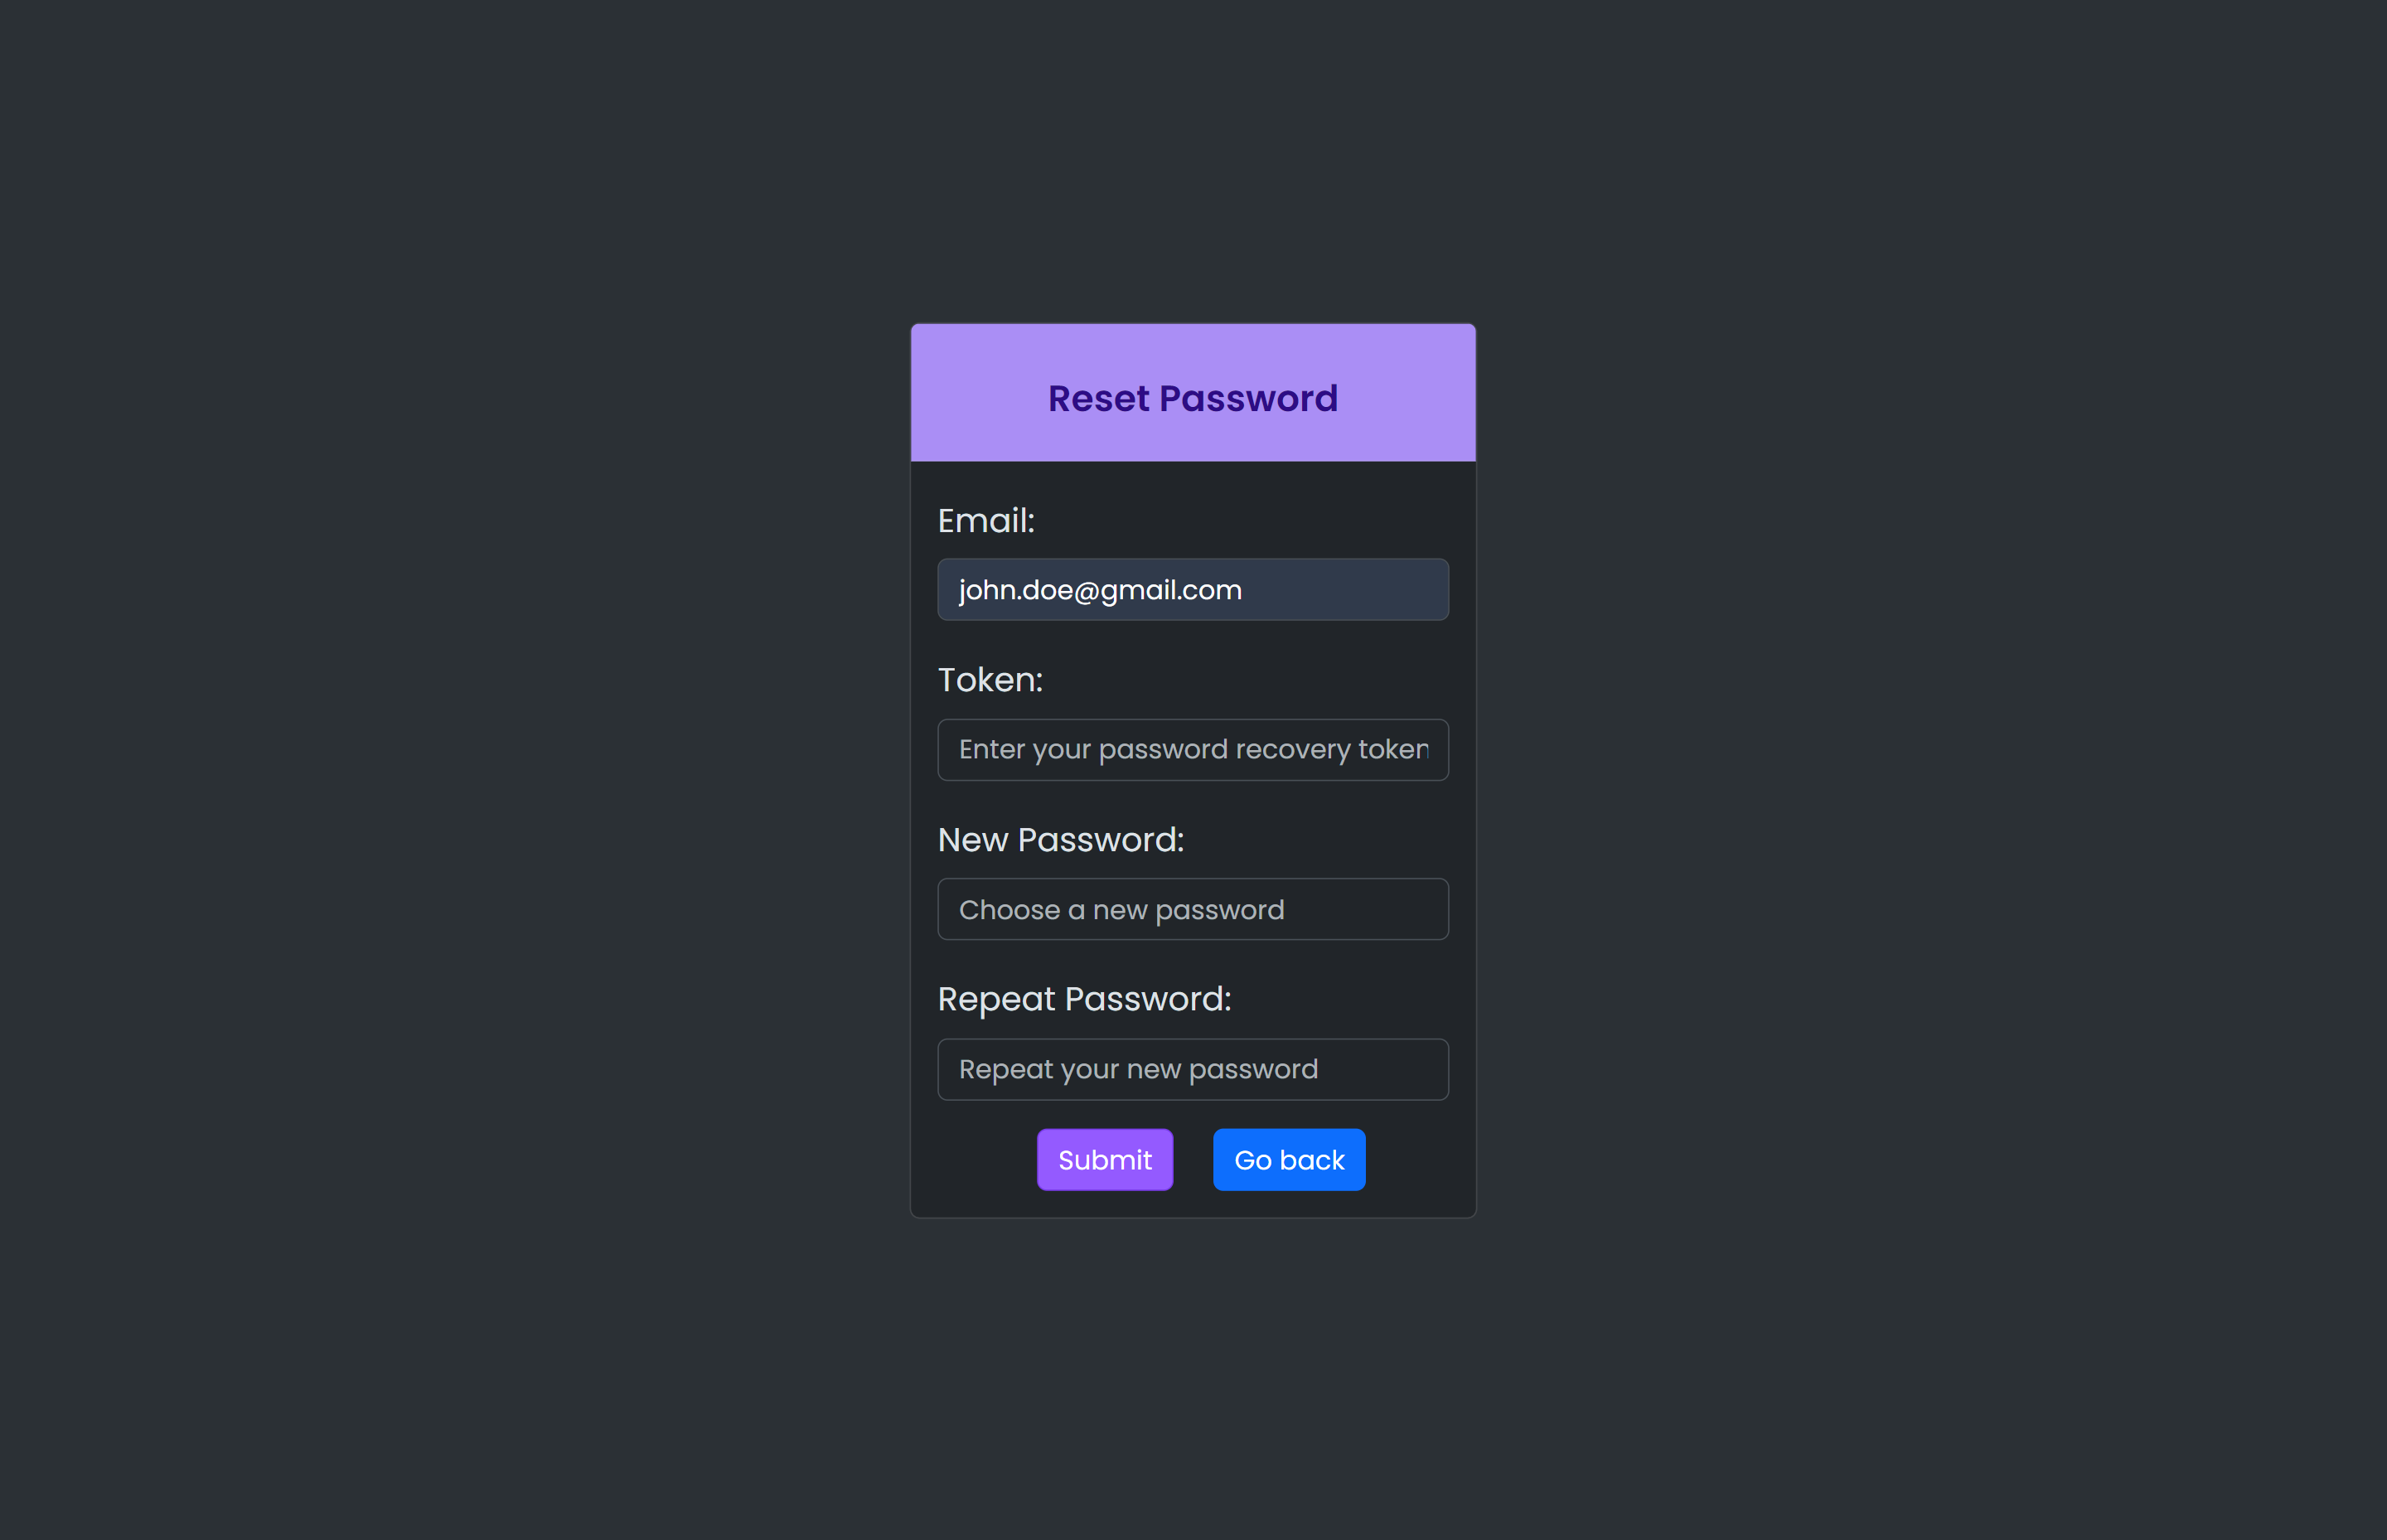 Reset Password
Email:
john.doe@gmail.com
Token:
Enter your password recovery token
New Password:
Choose a new password
Repeat Password:
Repeat your new password
Submit
Go back